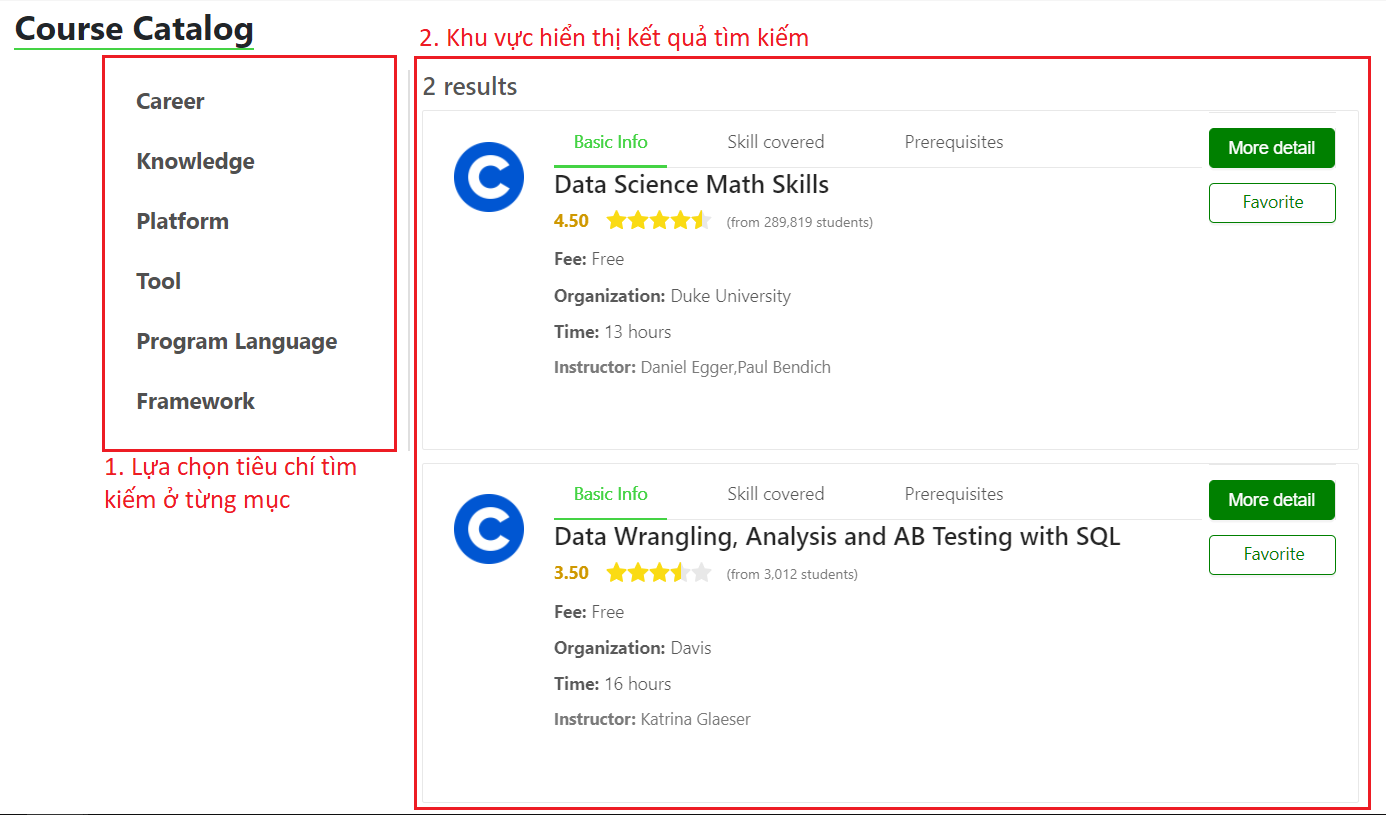 Course Catalog
Career
Knowledge
Platform
Tool
Program Language
Framework
1. Lựa chọn tiêu chí tìm
kiếm ở từng mục
2. Khu vực hiển thị kết quả tìm kiếm
2 results
Basic Info Skill covered Prerequisites
More detail
Favorite
Data Science Math Skills
4.50 (from 289,819 students)
Fee: Free
Organization: Duke University
Time: 13 hours
Instructor: Daniel Egger,Paul Bendich
Basic Info Skill covered Prerequisites
More detail
Favorite
Data Wrangling, Analysis and AB Testing with SQL
3.50 (from 3,012 students)
Fee: Free
Organization: Davis
Time: 16 hours
Instructor: Katrina Glaeser